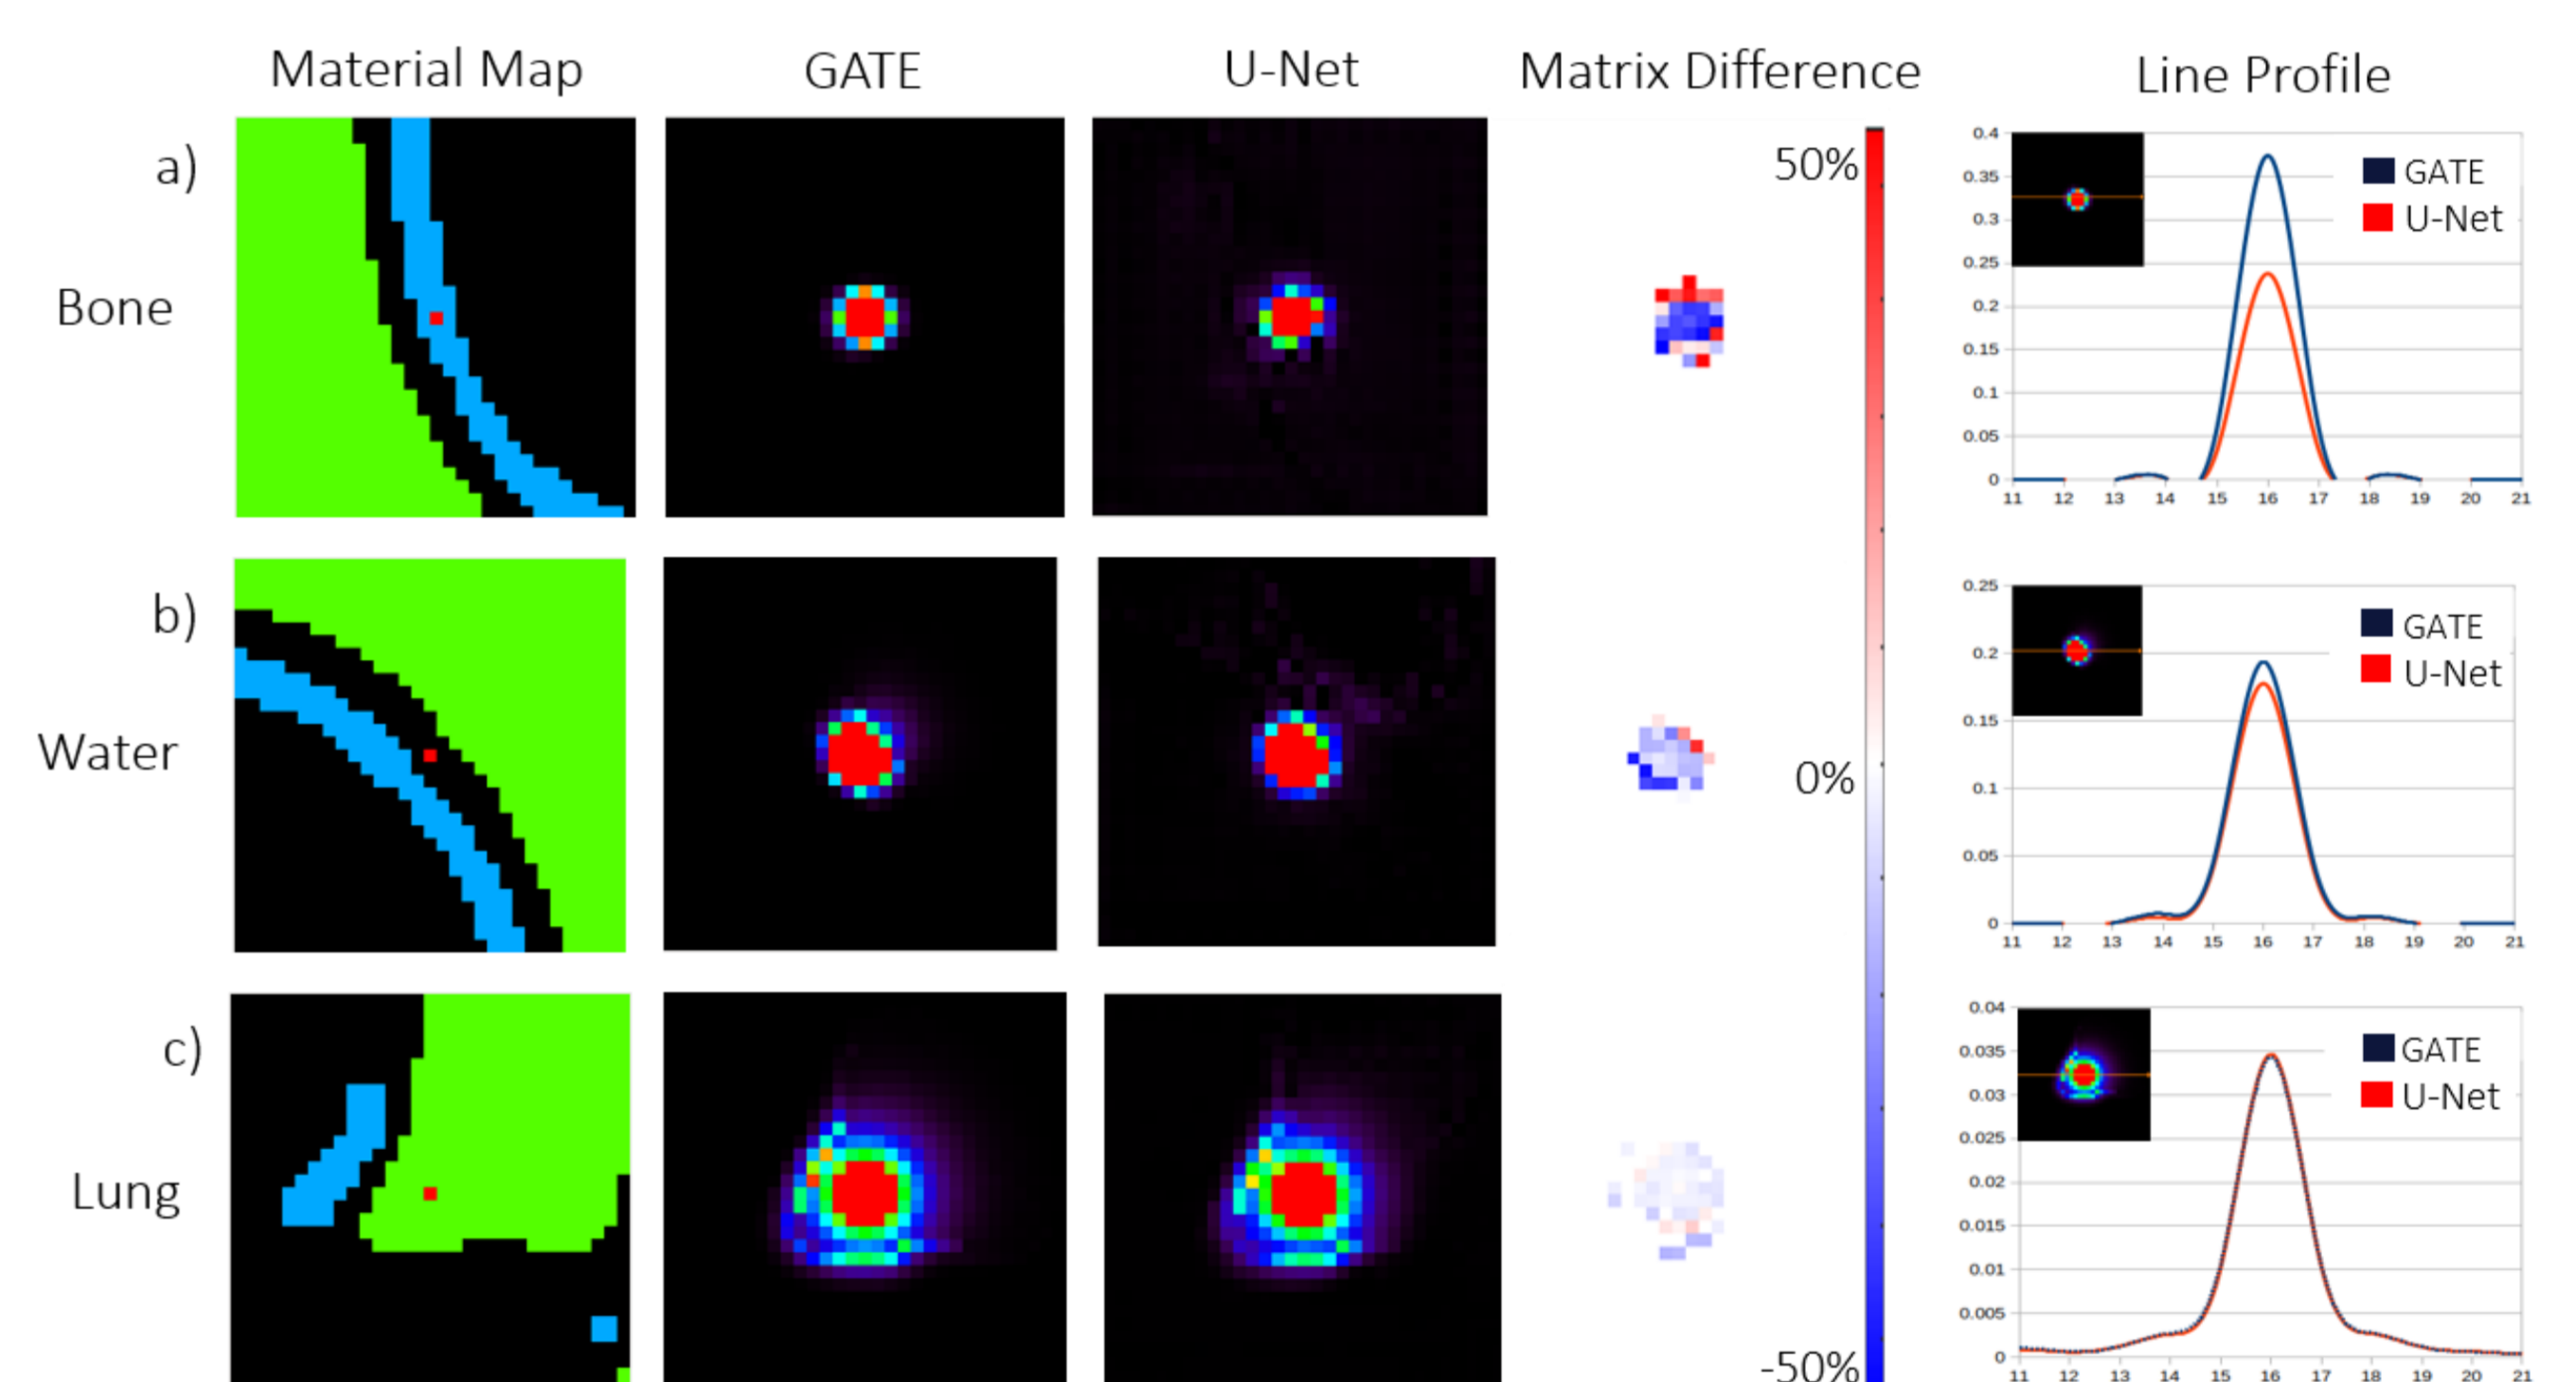 Material Map GATE U-Net Matrix Difference Line Profile
a)
Bone
50%
0.4
0.35
0.3
0.25
0.2
0.15
0.1
0.05
0
11 12 13 14 15 16 17 18 19 20 21
GATE
U-Net
b)
Water
0%
0.25
0.2
0.15
0.1
0.05
0
11 12 13 14 15 16 17 18 19 20 21
GATE
U-Net
c)
Lung
-50%
0.04
0.035
0.03
0.025
0.02
0.015
0.01
0.005
0
11 12 13 14 15 16 17 18 19 20 21
GATE
U-Net